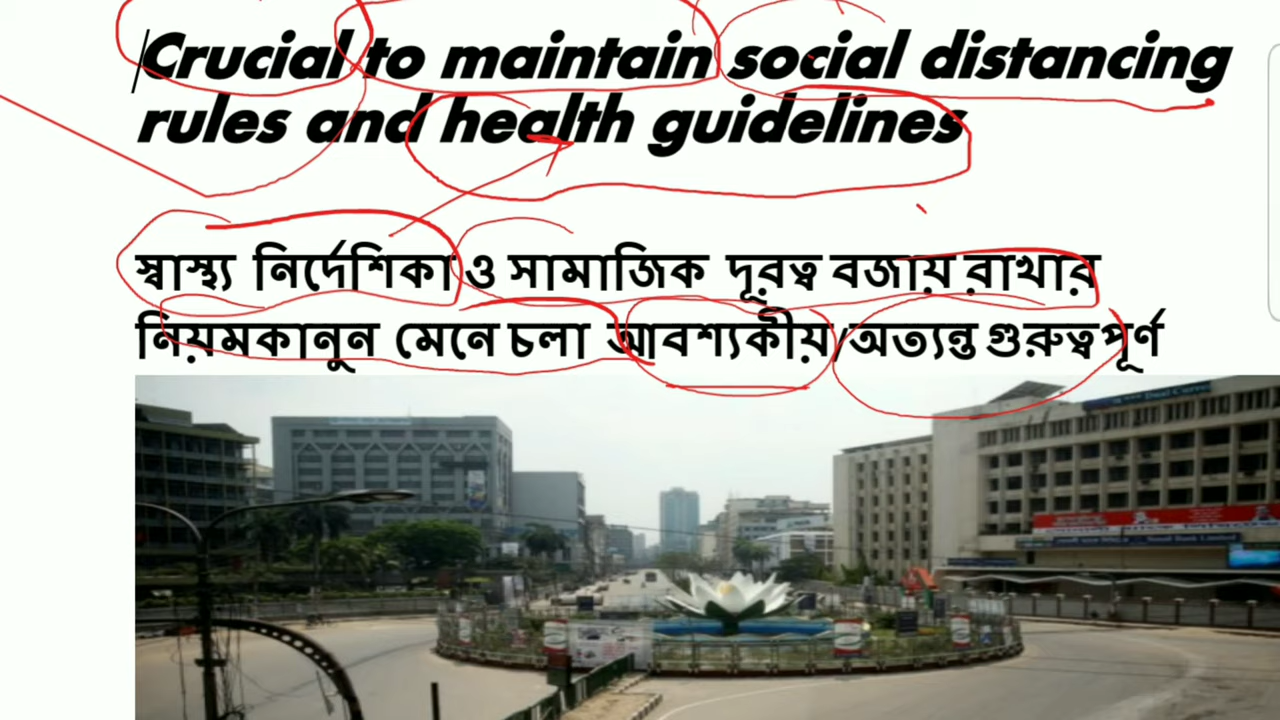 Crucial to maintain social distancing
rules and health guidelines
স্বাস্থ্য নির্দেশিকা ও সামাজিক দূরত্ব বজায় রাখার
নিয়মকানুন মেনে চলা আবশ্যকীয়/অত্যন্ত গুরুত্বপূর্ণ